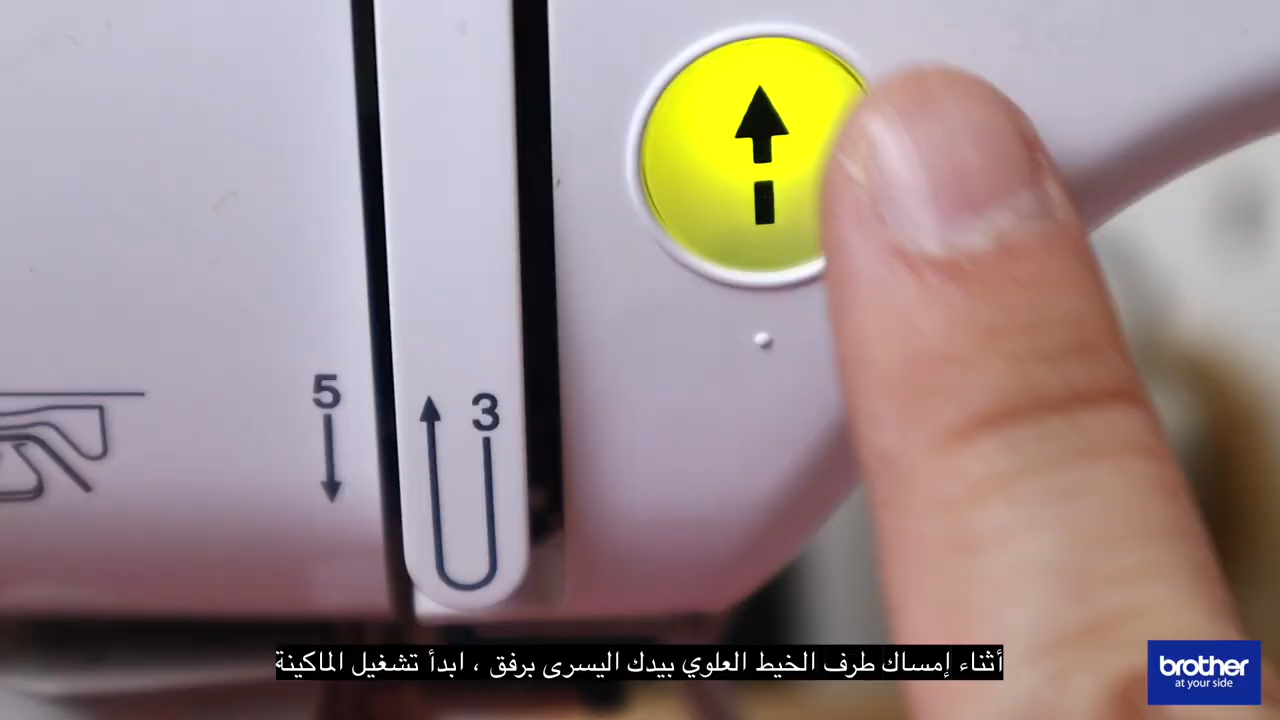 5
3
أثناء إمساك طرف الخيط العلوي بيدك اليسرى برفق ، ابدأ تشغيل الماكينة
brother
at your side